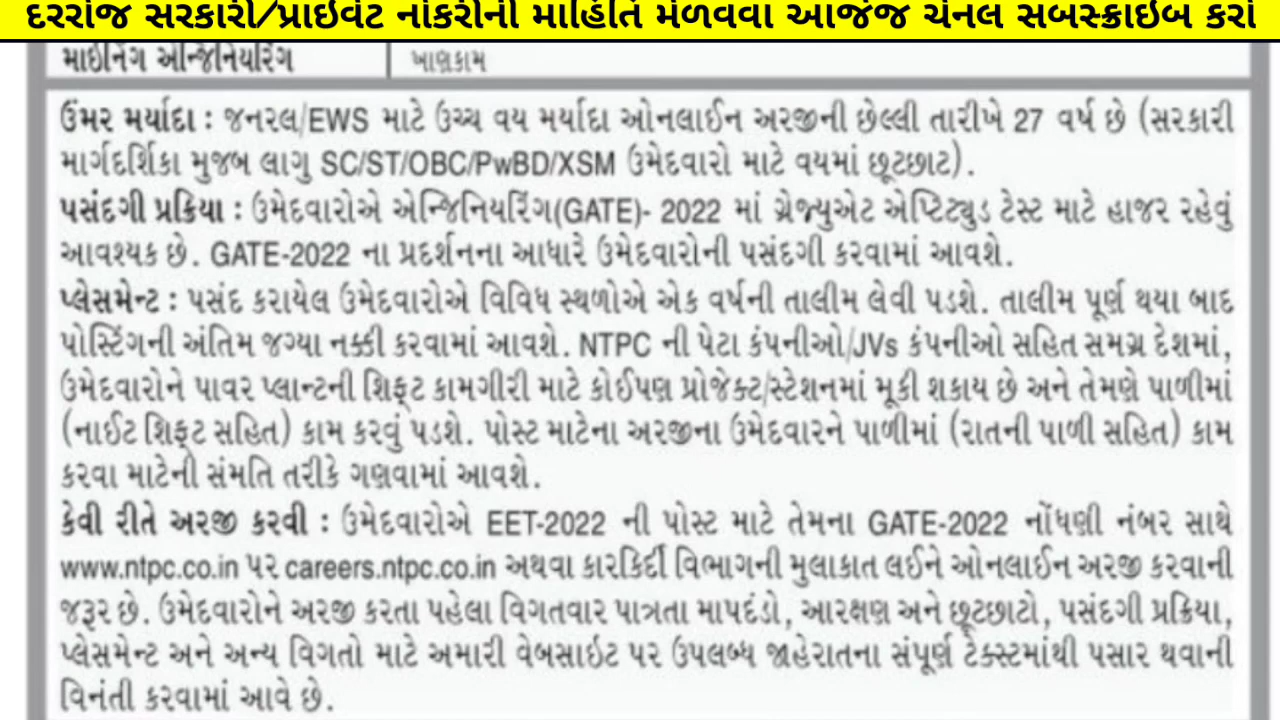 દરરોજ સરકારી/પ્રાઇવેટ નોકરીની માહિતિ મેળવવા આજેજ ચેનલ સબસ્ક્રાઇબ કરો
માઇનિંગ એન્જિનિયરિંગ ખાણકામ
ઉંમર મર્યાદા : જનરલ/EWS માટે ઉચ્ચ વય મર્યાદા ઓનલાઈન અરજીની છેલ્લી તારીખે 27 વર્ષ છે (સરકારી
માર્ગદર્શિકા મુજબ લાગુ SC/ST/OBC/PwBD/XSM ઉમેદવારો માટે વયમાં છૂટછાટ).
પસંદગી પ્રક્રિયા : ઉમેદવારોએ એન્જિનિયરિંગ(GATE)- 2022 માં ગ્રેજ્યુએટ એપ્ટિટ્યુડ ટેસ્ટ માટે હાજર રહેવું
આવશ્યક છે. GATE-2022 ના પ્રદર્શનના આધારે ઉમેદવારોની પસંદગી કરવામાં આવશે.
પ્લેસમેન્ટ : પસંદ કરાયેલ ઉમેદવારોએ વિવિધ સ્થળોએ એક વર્ષની તાલીમ લેવી પડશે. તાલીમ પૂર્ણ થયા બાદ
પોસ્ટિંગની અંતિમ જગ્યા નક્કી કરવામાં આવશે. NTPC ની પેટા કંપનીઓ/JVs કંપનીઓ સહિત સમગ્ર દેશમાં,
ઉમેદવારોને પાવર પ્લાન્ટની શિફ્ટ કામગીરી માટે કોઈપણ પ્રોજેક્ટ/સ્ટેશનમાં મૂકી શકાય છે અને તેમણે પાળીમાં
(નાઈટ શિફ્ટ સહિત) કામ કરવું પડશે. પોસ્ટ માટેના અરજીના ઉમેદવારને પાળીમાં (રાતની પાળી સહિત) કામ
કરવા માટેની સંમતિ તરીકે ગણવામાં આવશે.
કેવી રીતે અરજી કરવી : ઉમેદવારોએ EET-2022 ની પોસ્ટ માટે તેમના GATE-2022 નોંધણી નંબર સાથે
www.ntpc.co.in પર careers.ntpc.co.in અથવા કારકિર્દી વિભાગની મુલાકાત લઈને ઓનલાઈન અરજી કરવાની
જરૂર છે. ઉમેદવારોને અરજી કરતા પહેલા વિગતવાર પાત્રતા માપદંડો, આરક્ષણ અને છૂટછાટો, પસંદગી પ્રક્રિયા,
પ્લેસમેન્ટ અને અન્ય વિગતો માટે અમારી વેબસાઇટ પર ઉપલબ્ધ જાહેરાતના સંપૂર્ણ ટેક્સ્ટમાંથી પસાર થવાની
વિનંતી કરવામાં આવે છે.